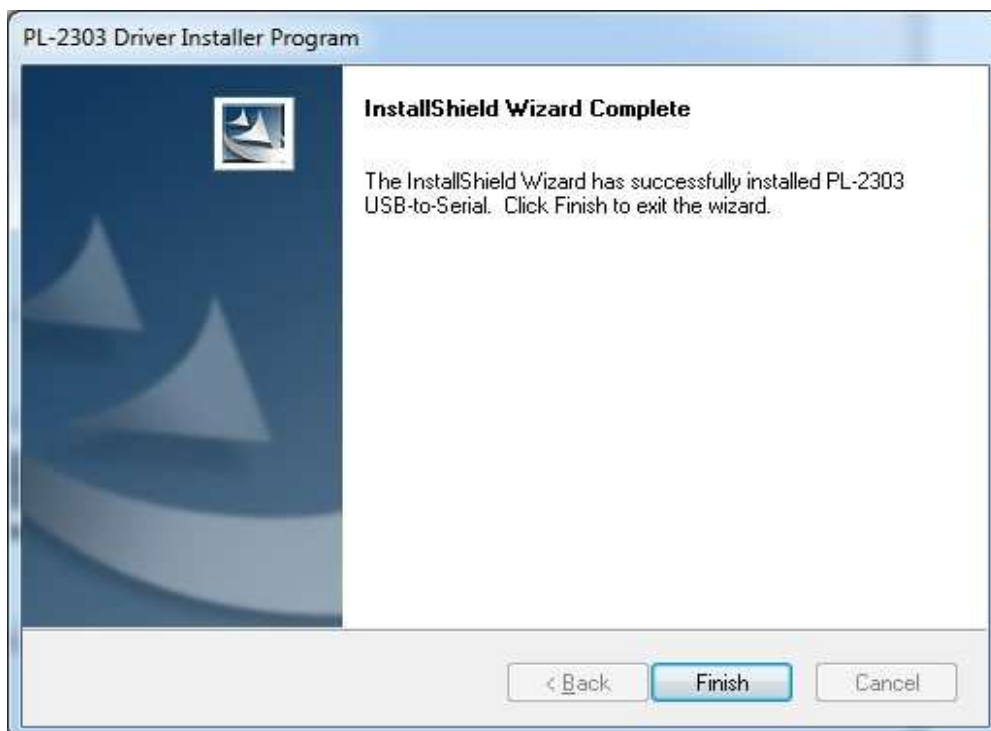 PL-2303 Driver Installer Program
InstallShield Wizard Complete
The InstallShield Wizard has successfully installed PL-2303
USB-to-Serial. Click Finish to exit the wizard.
< Back
Finish
Cancel